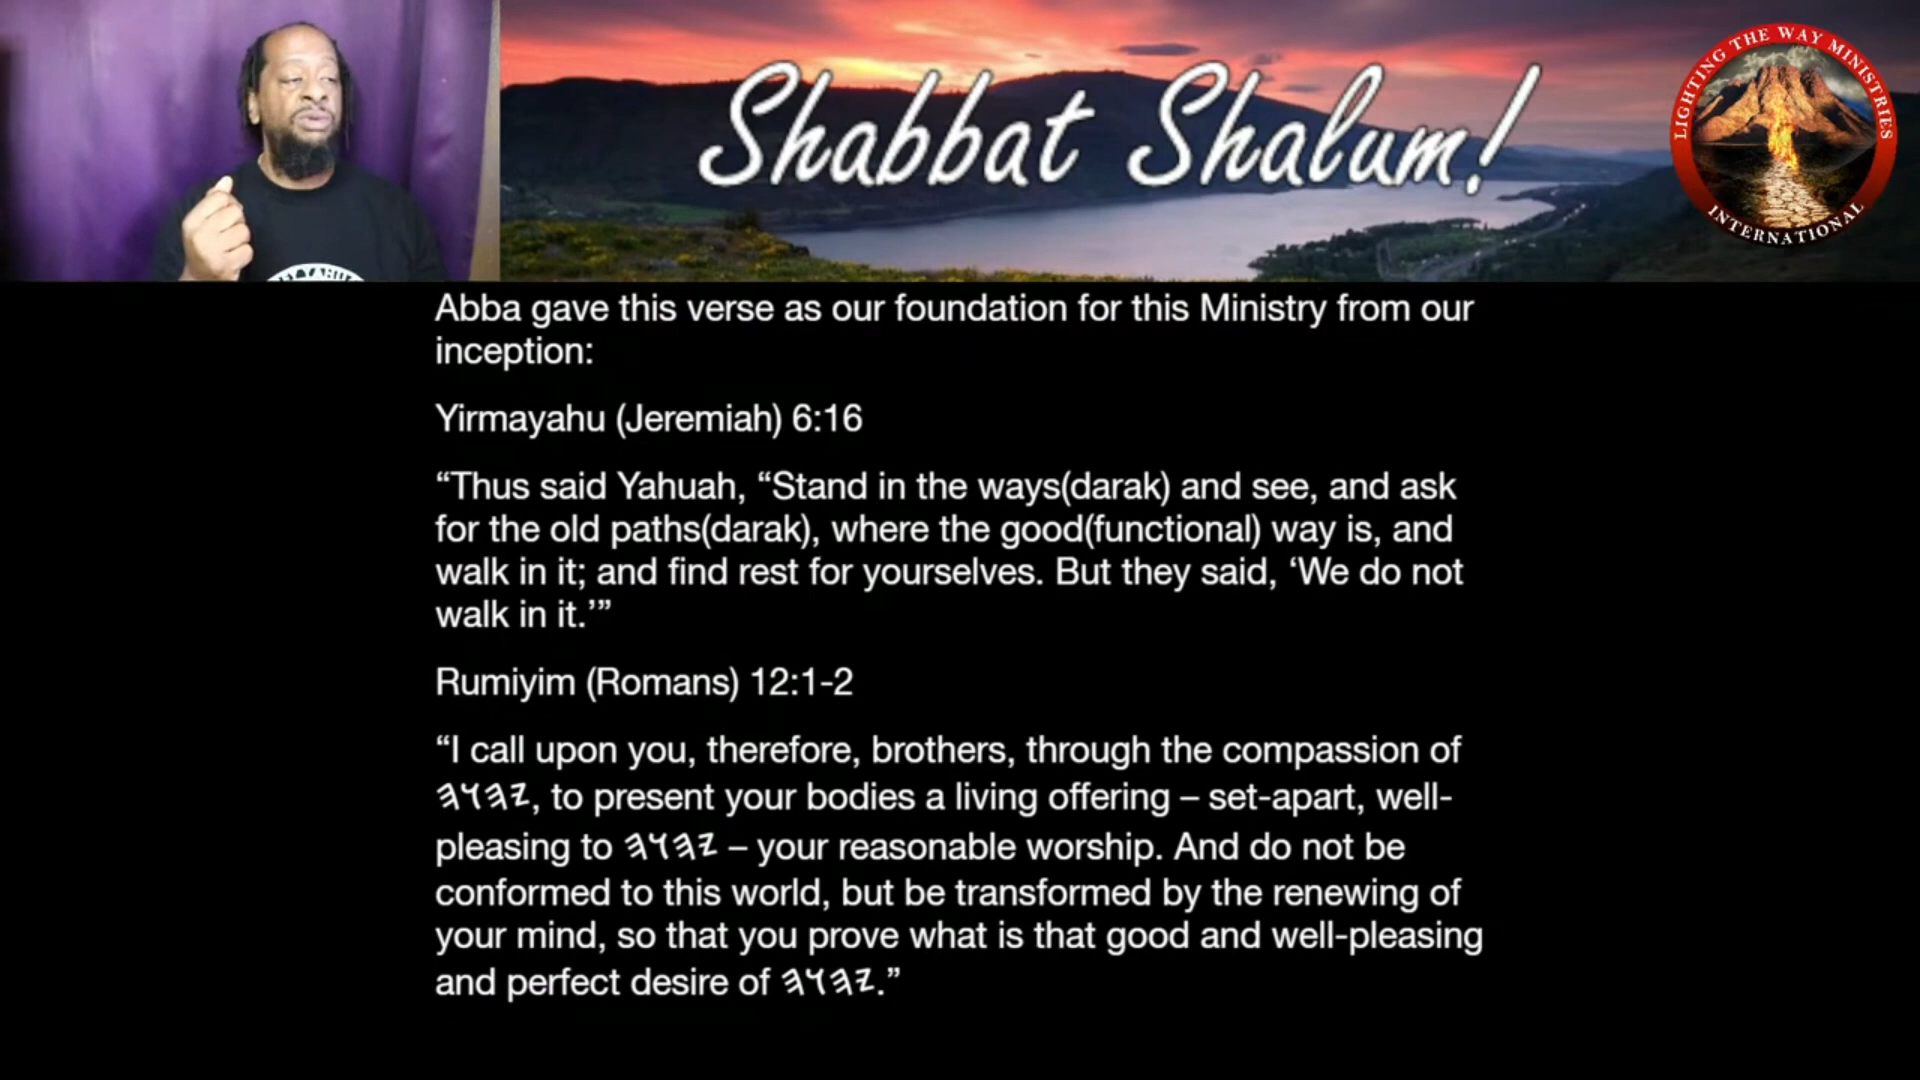 Shabbat Shalum!
LIGHTING THE WAY MINISTRIES
INTERNATIONAL
Abba gave this verse as our foundation for this Ministry from our
inception:
Yirmayahu (Jeremiah) 6:16
“Thus said Yahuah, “Stand in the ways(darak) and see, and ask
for the old paths(darak), where the good(functional) way is, and
walk in it; and find rest for yourselves. But they said, ‘We do not
walk in it.’”
Rumiyim (Romans) 12:1-2
“I call upon you, therefore, brothers, through the compassion of
𐤉𐤄𐤅𐤄, to present your bodies a living offering – set-apart, well-
pleasing to 𐤉𐤄𐤅𐤄 – your reasonable worship. And do not be
conformed to this world, but be transformed by the renewing of
your mind, so that you prove what is that good and well-pleasing
and perfect desire of 𐤉𐤄𐤅𐤄.”